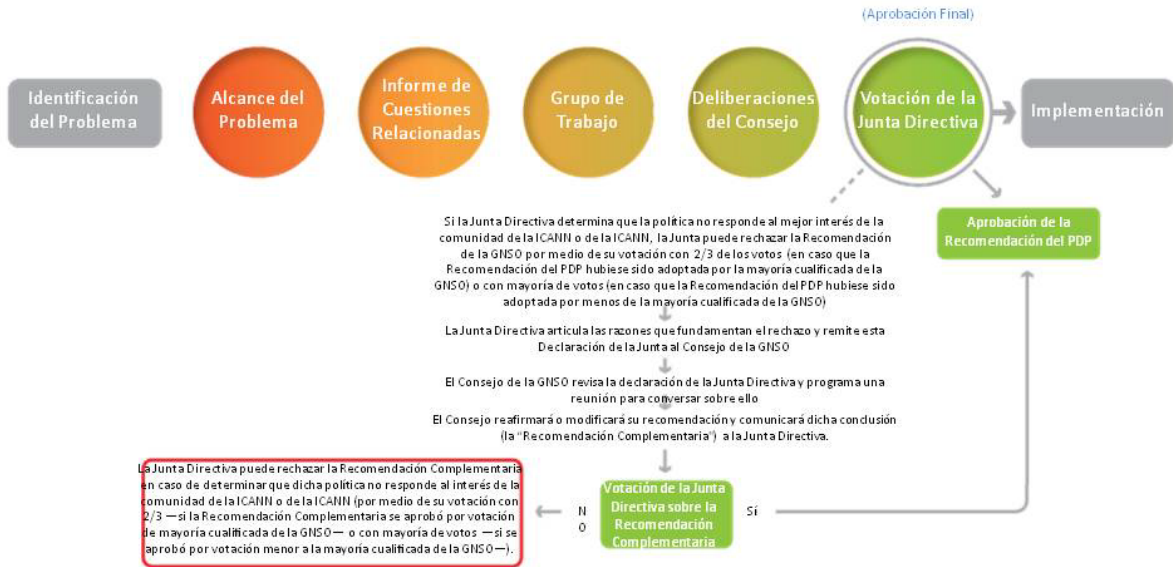 (Aprobación Final)
Identificación
del Problema
Alcance del
Problema
Informe de
Cuestiones
Relacionadas
Grupo de
Trabajo
Deliberaciones
del Consejo
Votación de la
Junta Directiva
Implementación
Si la Junta Directiva determina que la política no responde al mejor interés de la
comunidad de la ICANN o de la ICANN, la Junta puede rechazar la Recomendación
de la GNSO por medio de su votación con 2/3 de los votos (en caso que la
Recomendación del PDP hubiese sido adoptada por la mayoría cualificada de la
GNSO) o con mayoría de votos (en caso que la Recomendación del PDP hubiese sido
adoptada por menos de la mayoría cualificada de la GNSO)
Aprobación de la
Recomendación del PDP
La Junta Directiva articula las razones que fundamentan el rechazo y remite esta
Declaración de la Junta al Consejo de la GNSO
El Consejo de la GNSO revisa la declaración de la Junta Directiva y programa una
reunión para conversar sobre ello
El Consejo reafirmará o modificará su recomendación y comunicará dicha conclusión
(la “Recomendación Complementaria”) a la Junta Directiva.
La Junta Directiva puede rechazar la Recomendación Complementaria
en caso de determinar que dicha política no responde al interés de la
comunidad de la ICANN o de la ICANN (por medio de su votación con
2/3 —si la Recomendación Complementaria se aprobó por votación
de mayoría cualificada de la GNSO— o con mayoría de votos —si se
aprobó por votación menor a la mayoría cualificada de la GNSO—).
N
O
Votación de la Junta
Directiva sobre la
Recomendación
Complementaria
Sí